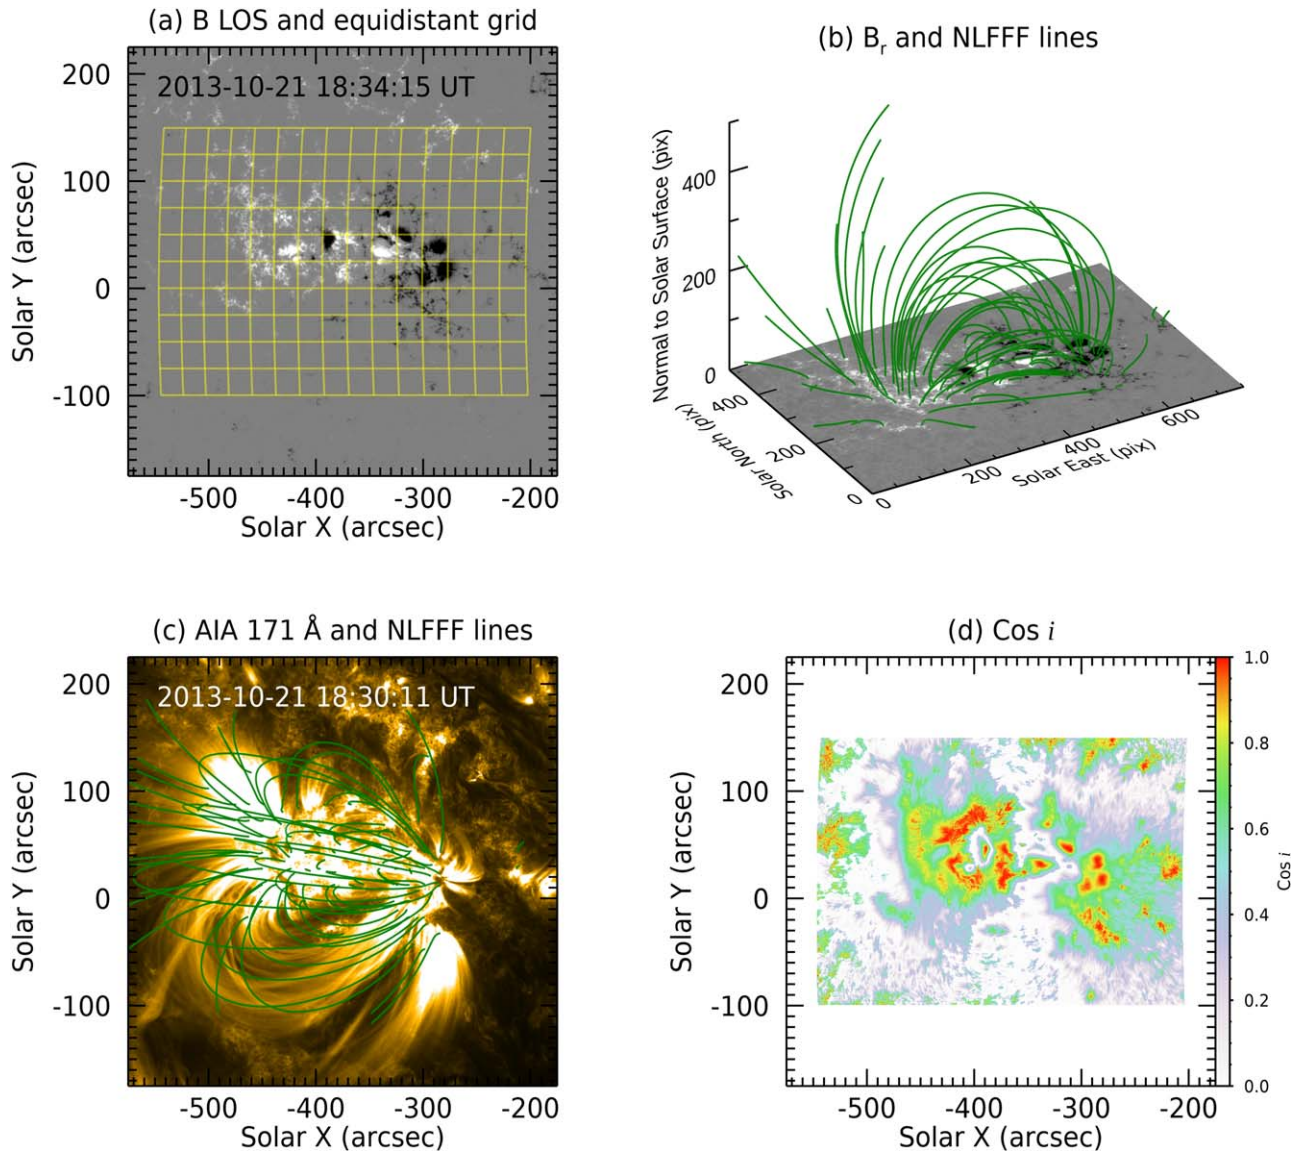 (a) B LOS and equidistant grid
2013-10-21 18:34:15 UT
200
100
0
-100
Solar Y (arcsec)
-500 -400 -300 -200
Solar X (arcsec)
(b) Br and NLFFF lines
Normal to Solar Surface (pix)
400
200
0
400
200
0
Solar North (pix)
0
200
400
600
Solar East (pix)
(c) AIA 171 Å and NLFFF lines
2013-10-21 18:30:11 UT
200
100
0
-100
Solar Y (arcsec)
-500 -400 -300 -200
Solar X (arcsec)
(d) Cos i
200
100
0
-100
Solar Y (arcsec)
-500 -400 -300 -200
Solar X (arcsec)
1.0
0.8
0.6
0.4
0.2
0.0
Cos i